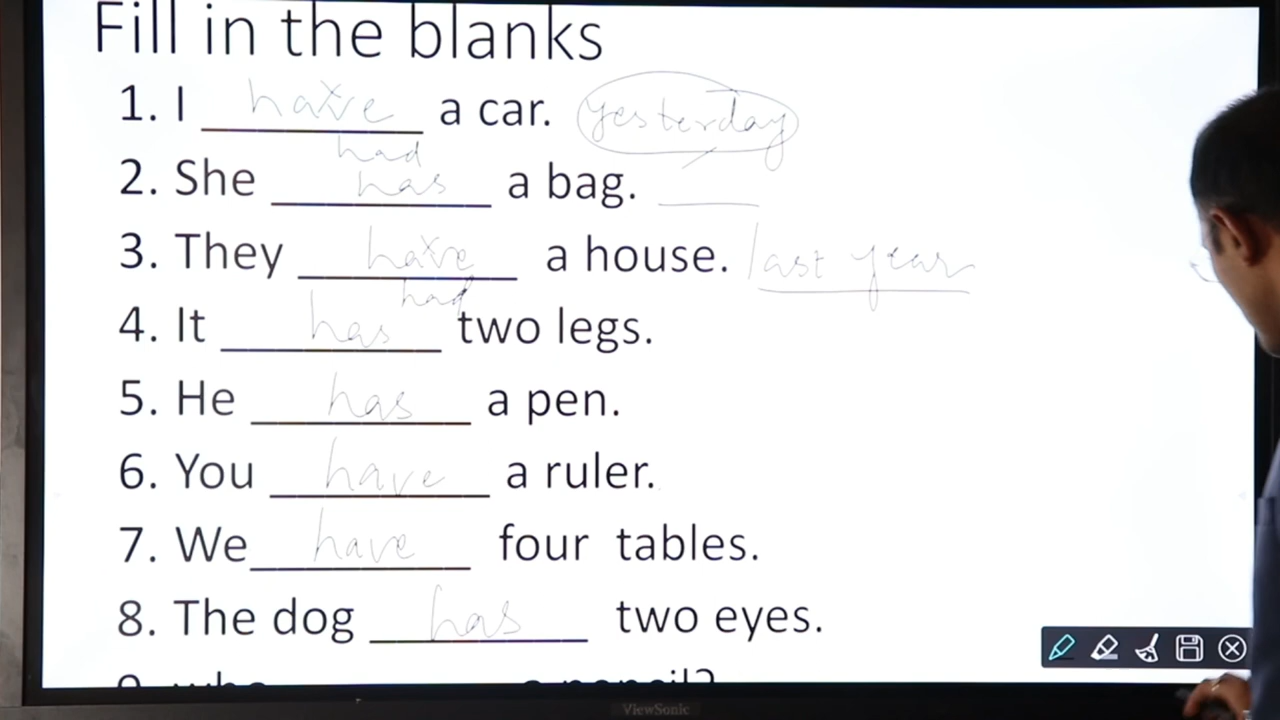 Fill in the blanks
1. I have a car. yesterday
had
2. She has a bag.
3. They have a house. last year
had
4. It has two legs.
5. He has a pen.
6. You have a ruler.
7. We have four tables.
8. The dog has two eyes.
ViewSonic